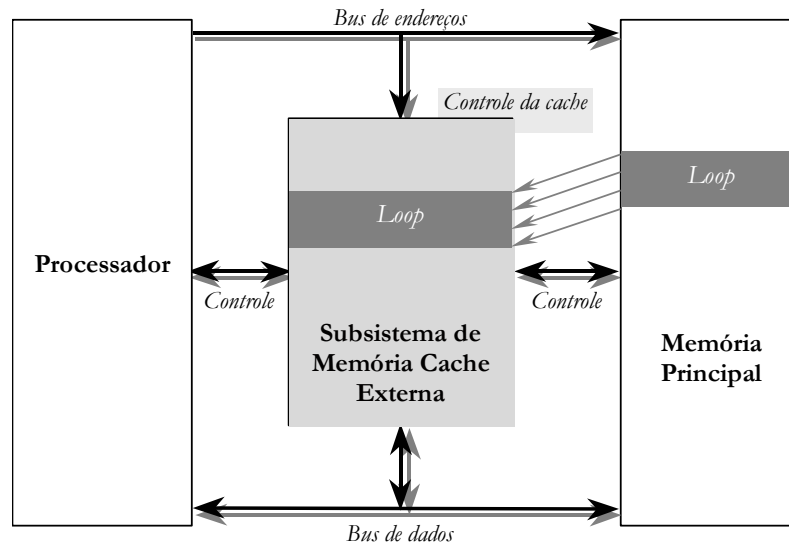 Bus de endereços
Controle da cache
Loop
Loop
Processador
Controle
Controle
Subsistema de
Memória Cache
Externa
Memória
Principal
Bus de dados